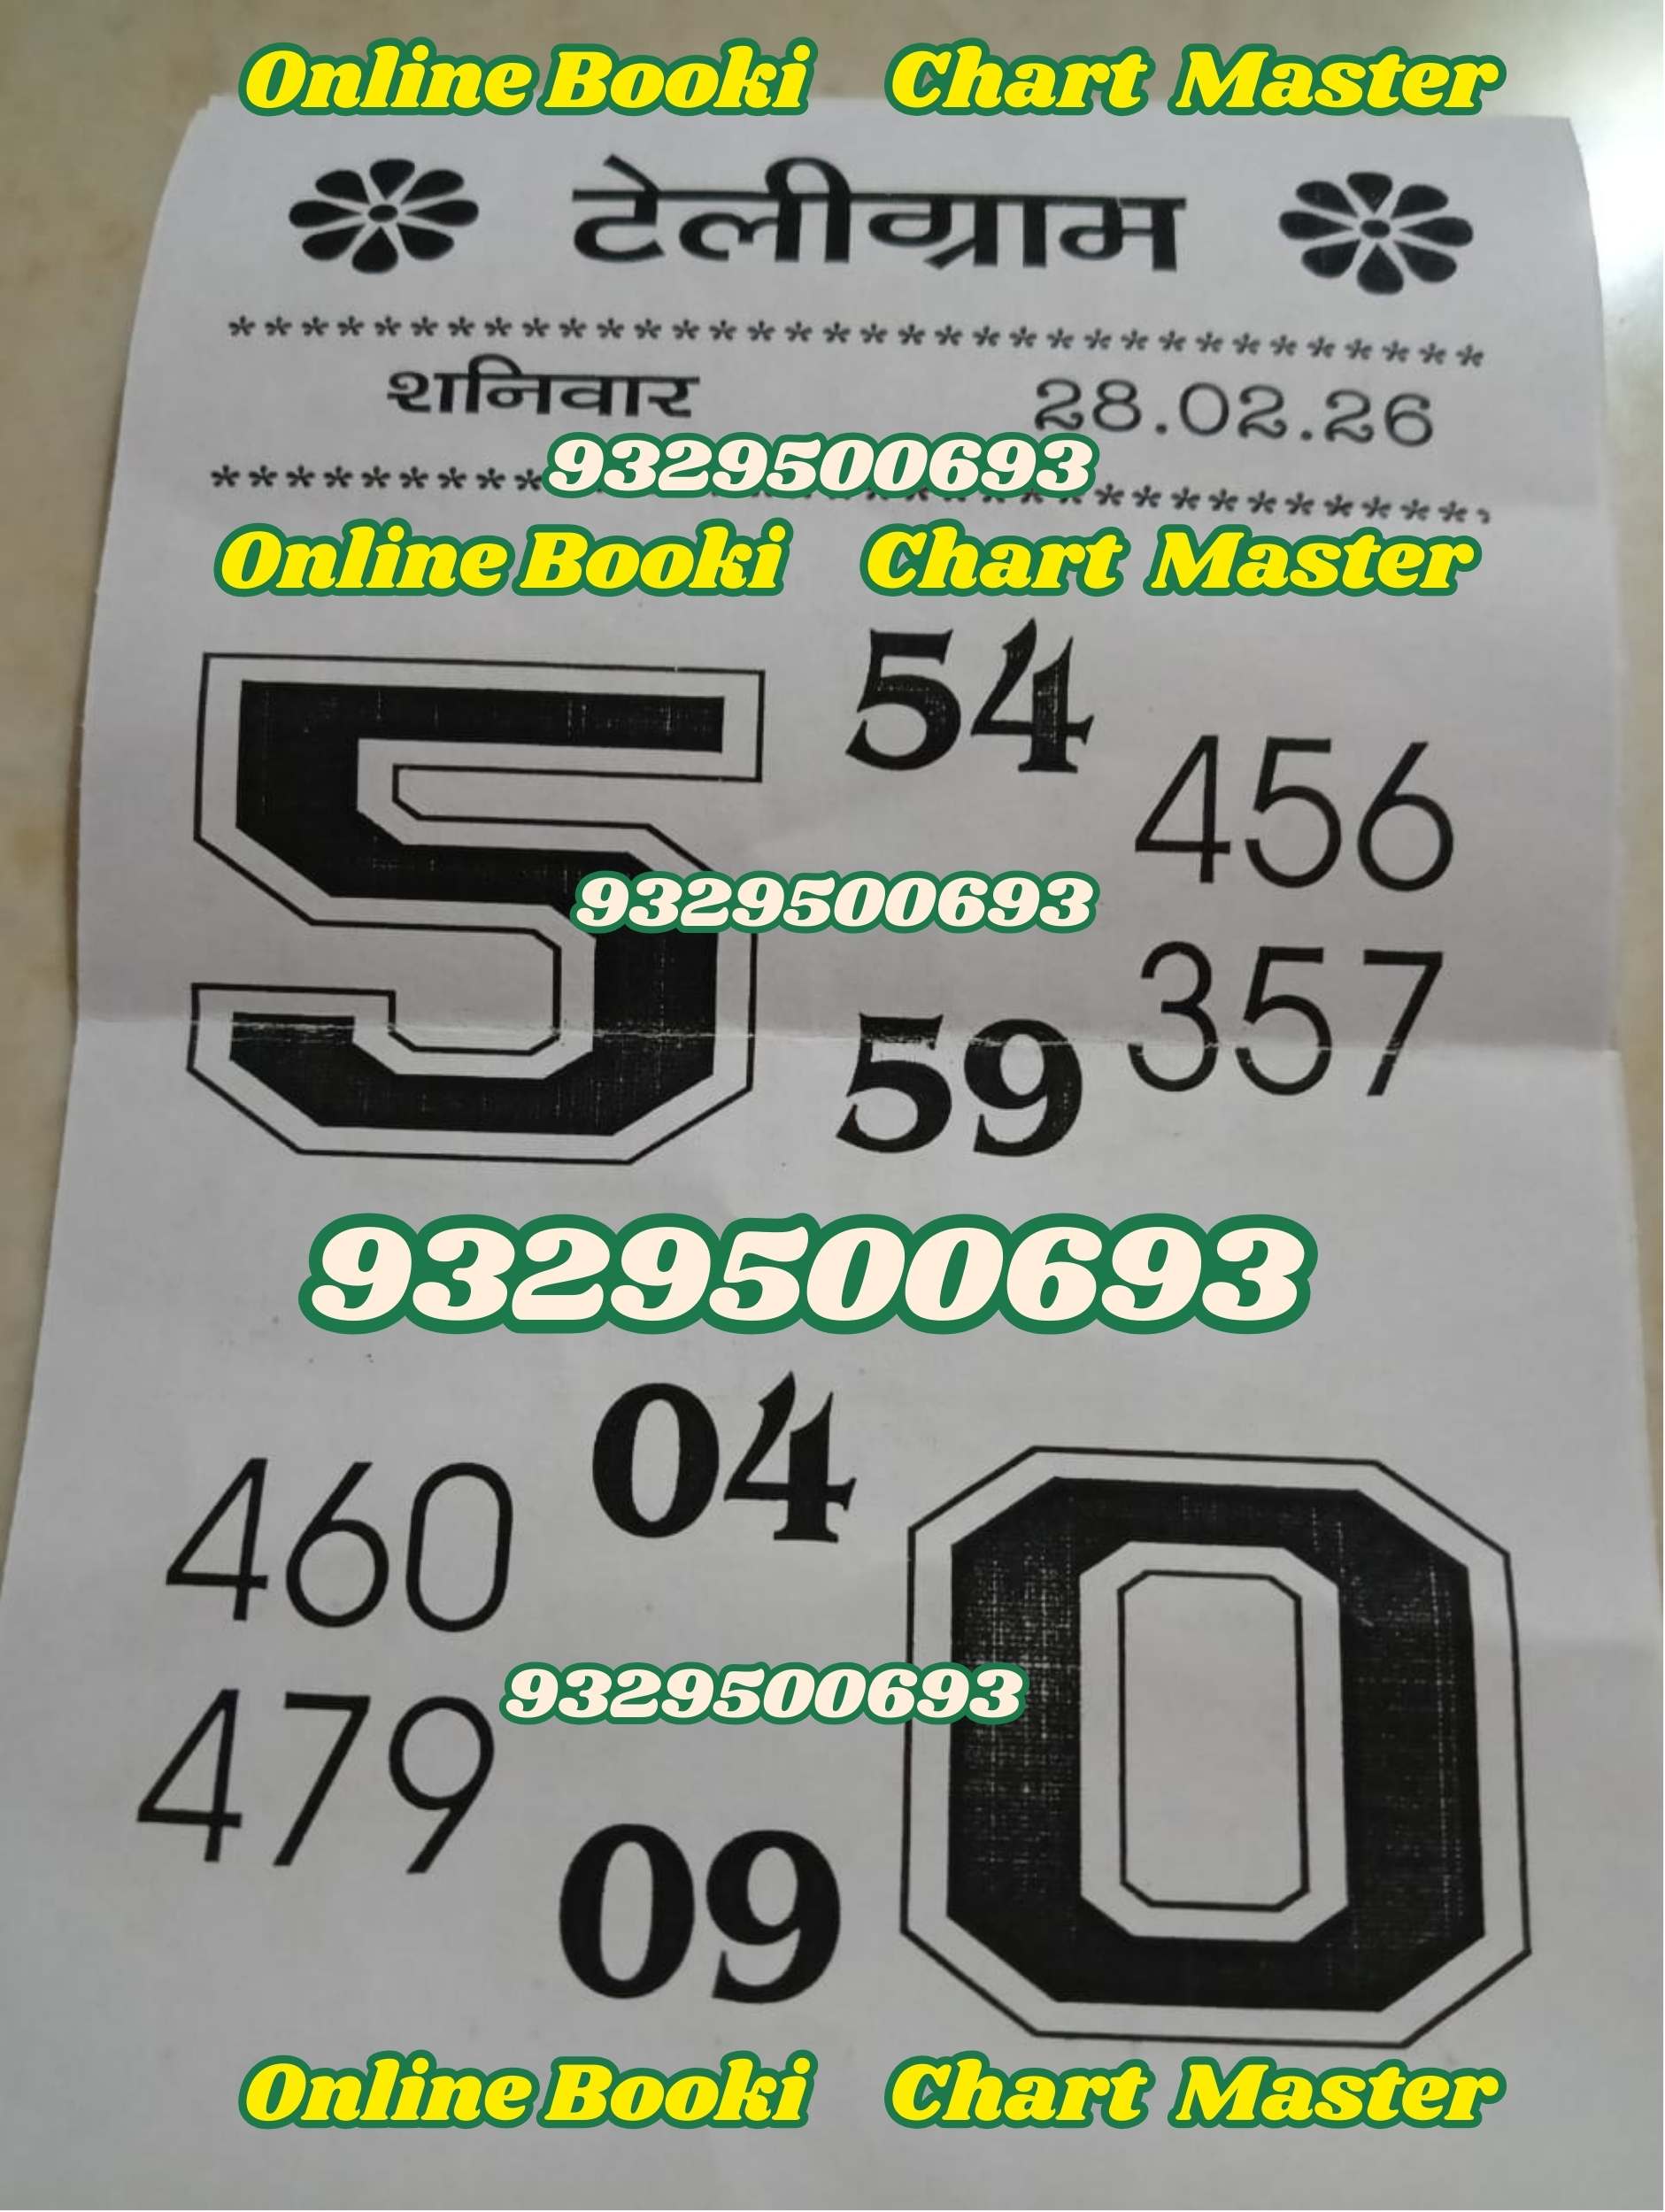 Online Booki Chart Master
टेलीग्राम
*********************************
शनिवार 28.02.26
9329500693
Online Booki Chart Master
5 54 456
9329500693
59 357
9329500693
460 04
0
9329500693
479
09
Online Booki Chart Master